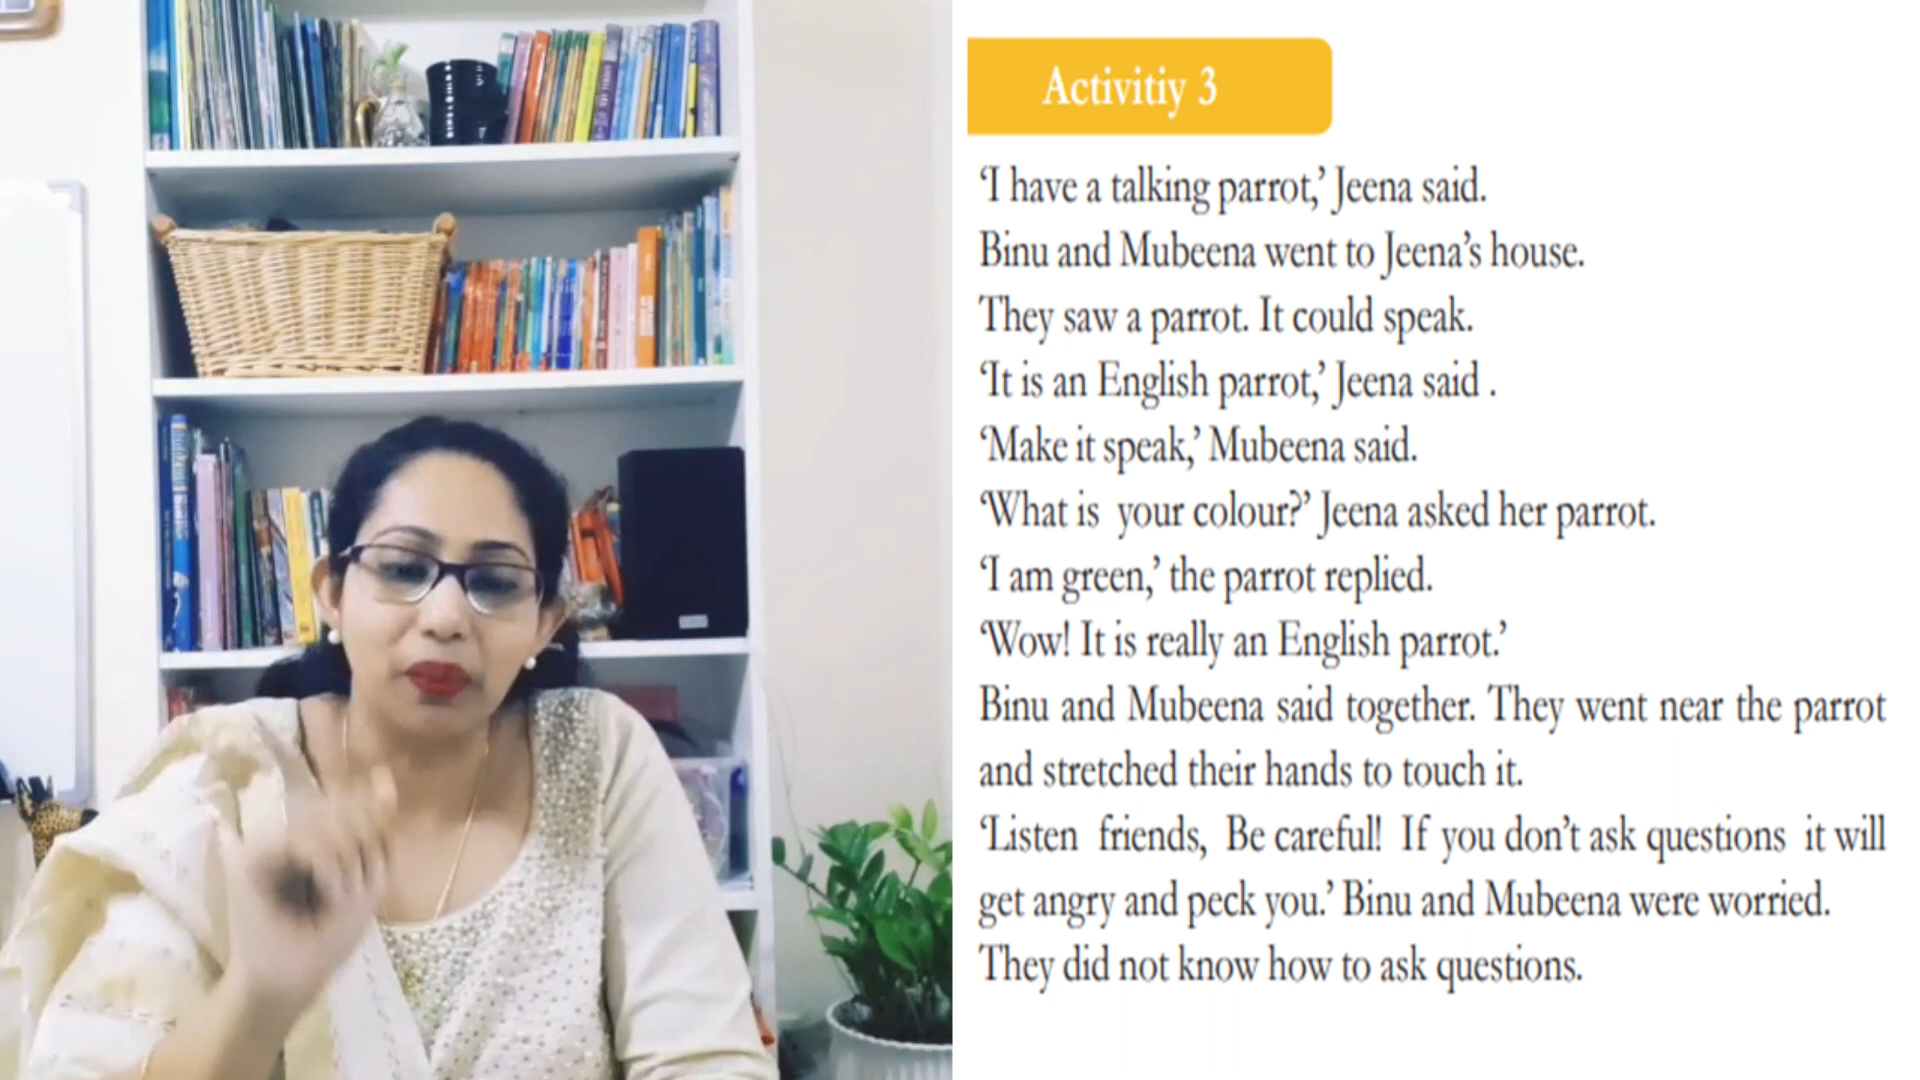 Activitiy 3
‘I have a talking parrot,’ Jeena said.
Binu and Mubeena went to Jeena’s house.
They saw a parrot. It could speak.
‘It is an English parrot,’ Jeena said .
‘Make it speak,’ Mubeena said.
‘What is your colour?’ Jeena asked her parrot.
‘I am green,’ the parrot replied.
‘Wow! It is really an English parrot.’
Binu and Mubeena said together. They went near the parrot
and stretched their hands to touch it.
‘Listen friends, Be careful! If you don’t ask questions it will
get angry and peck you.’ Binu and Mubeena were worried.
They did not know how to ask questions.